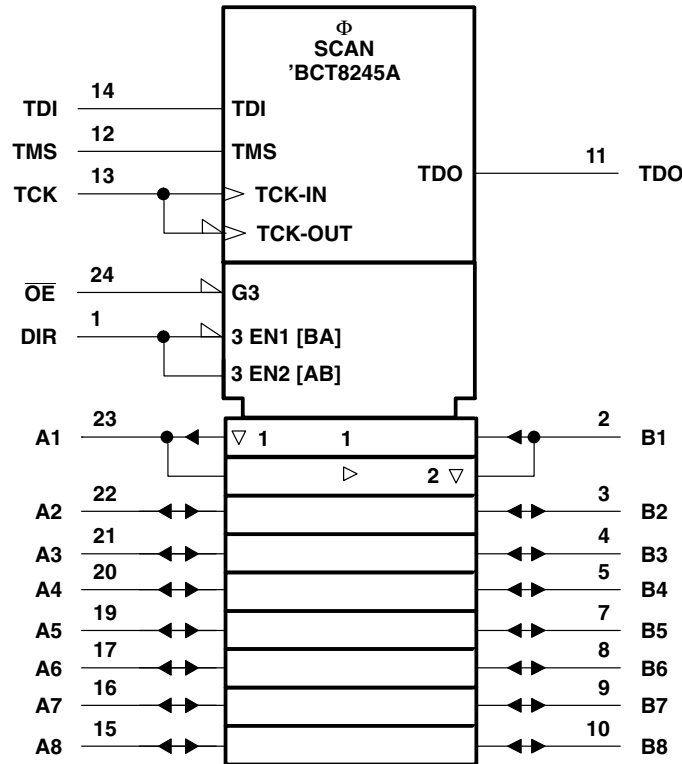 Φ
SCAN
'BCT8245A
TDI 14 TDI
TMS 12 TMS
TDO 11 TDO
TCK 13 TCK-IN
TCK-OUT
OE 24 G3
DIR 1 3 EN1 [BA]
3 EN2 [AB]
A1 23 ▽ 1 1 2 B1
▷ 2 ▽
A2 22 3 B2
A3 21 4 B3
A4 20 5 B4
A5 19 7 B5
A6 17 8 B6
A7 16 9 B7
A8 15 10 B8